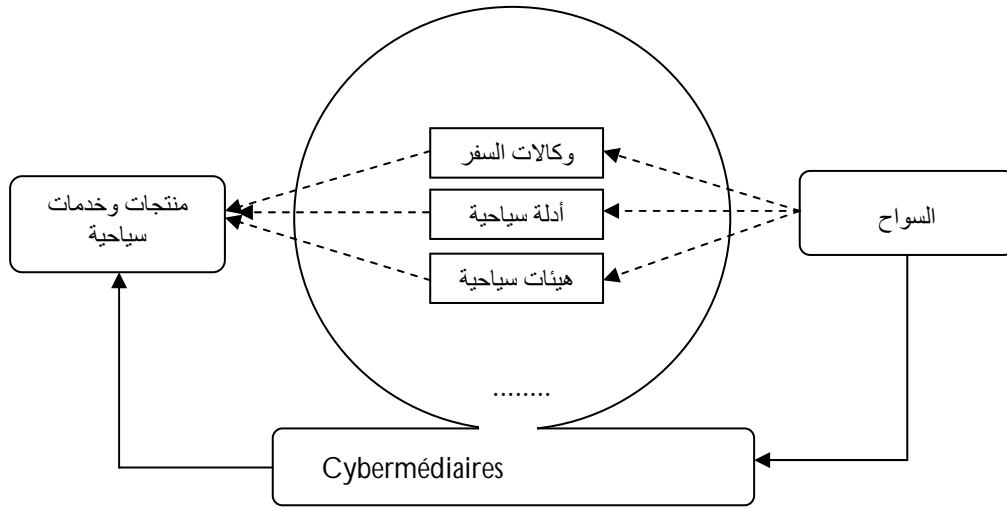 وكالات السفر
أدلة سياحية
هيئات سياحية
السواح
منتجات وخدمات
سياحية
........
Cybermédiaires